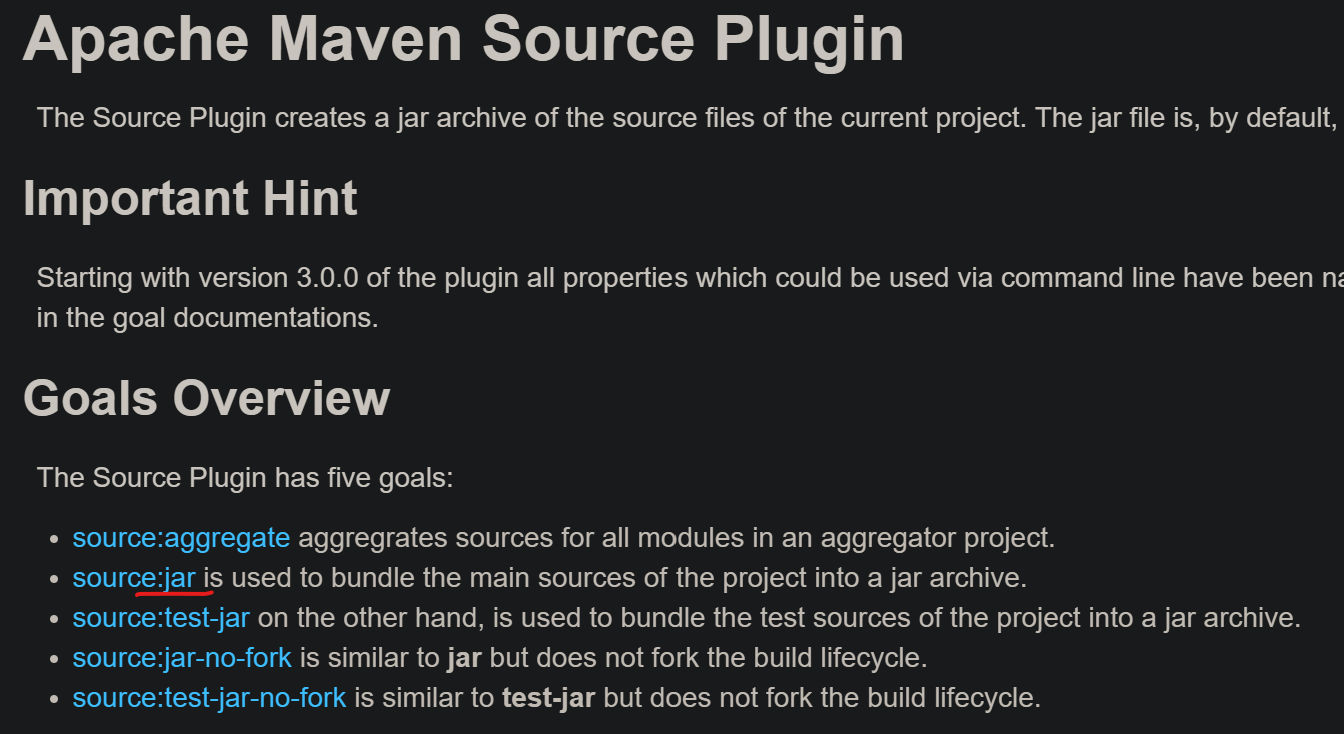 Apache Maven Source Plugin
The Source Plugin creates a jar archive of the source files of the current project. The jar file is, by default,
Important Hint
Starting with version 3.0.0 of the plugin all properties which could be used via command line have been na
in the goal documentations.
Goals Overview
The Source Plugin has five goals:
• source:aggregate aggregrates sources for all modules in an aggregator project.
• source:jar is used to bundle the main sources of the project into a jar archive.
• source:test-jar on the other hand, is used to bundle the test sources of the project into a jar archive.
• source:jar-no-fork is similar to jar but does not fork the build lifecycle.
• source:test-jar-no-fork is similar to test-jar but does not fork the build lifecycle.